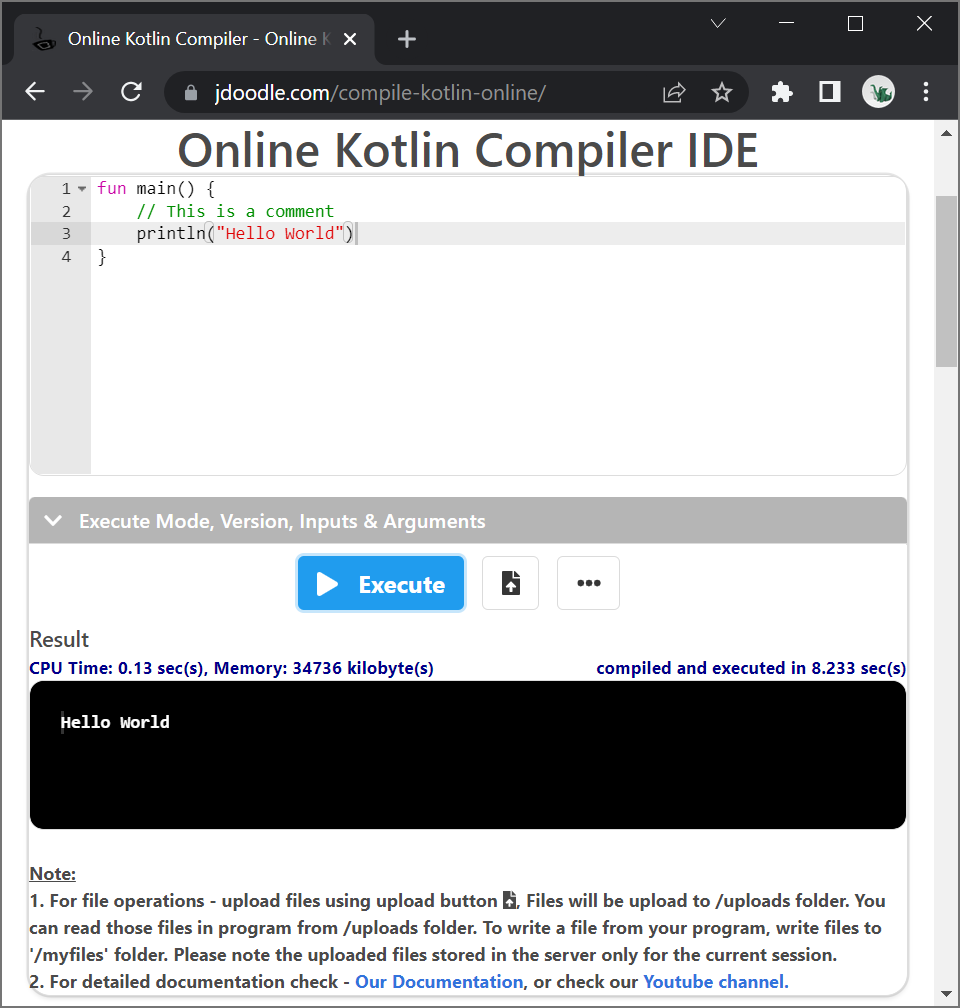 Online Kotlin Compiler - Online K
jdoodle.com/compile-kotlin-online/
Online Kotlin Compiler IDE
1 fun main() {
2     // This is a comment
3     println("Hello World")
4 }
Execute Mode, Version, Inputs & Arguments
Execute
Result
CPU Time: 0.13 sec(s), Memory: 34736 kilobyte(s) compiled and executed in 8.233 sec(s)
Hello World
Note:
1. For file operations - upload files using upload button , Files will be upload to /uploads folder. You
can read those files in program from /uploads folder. To write a file from your program, write files to
'/myfiles' folder. Please note the uploaded files stored in the server only for the current session.
2. For detailed documentation check - Our Documentation, or check our Youtube channel.